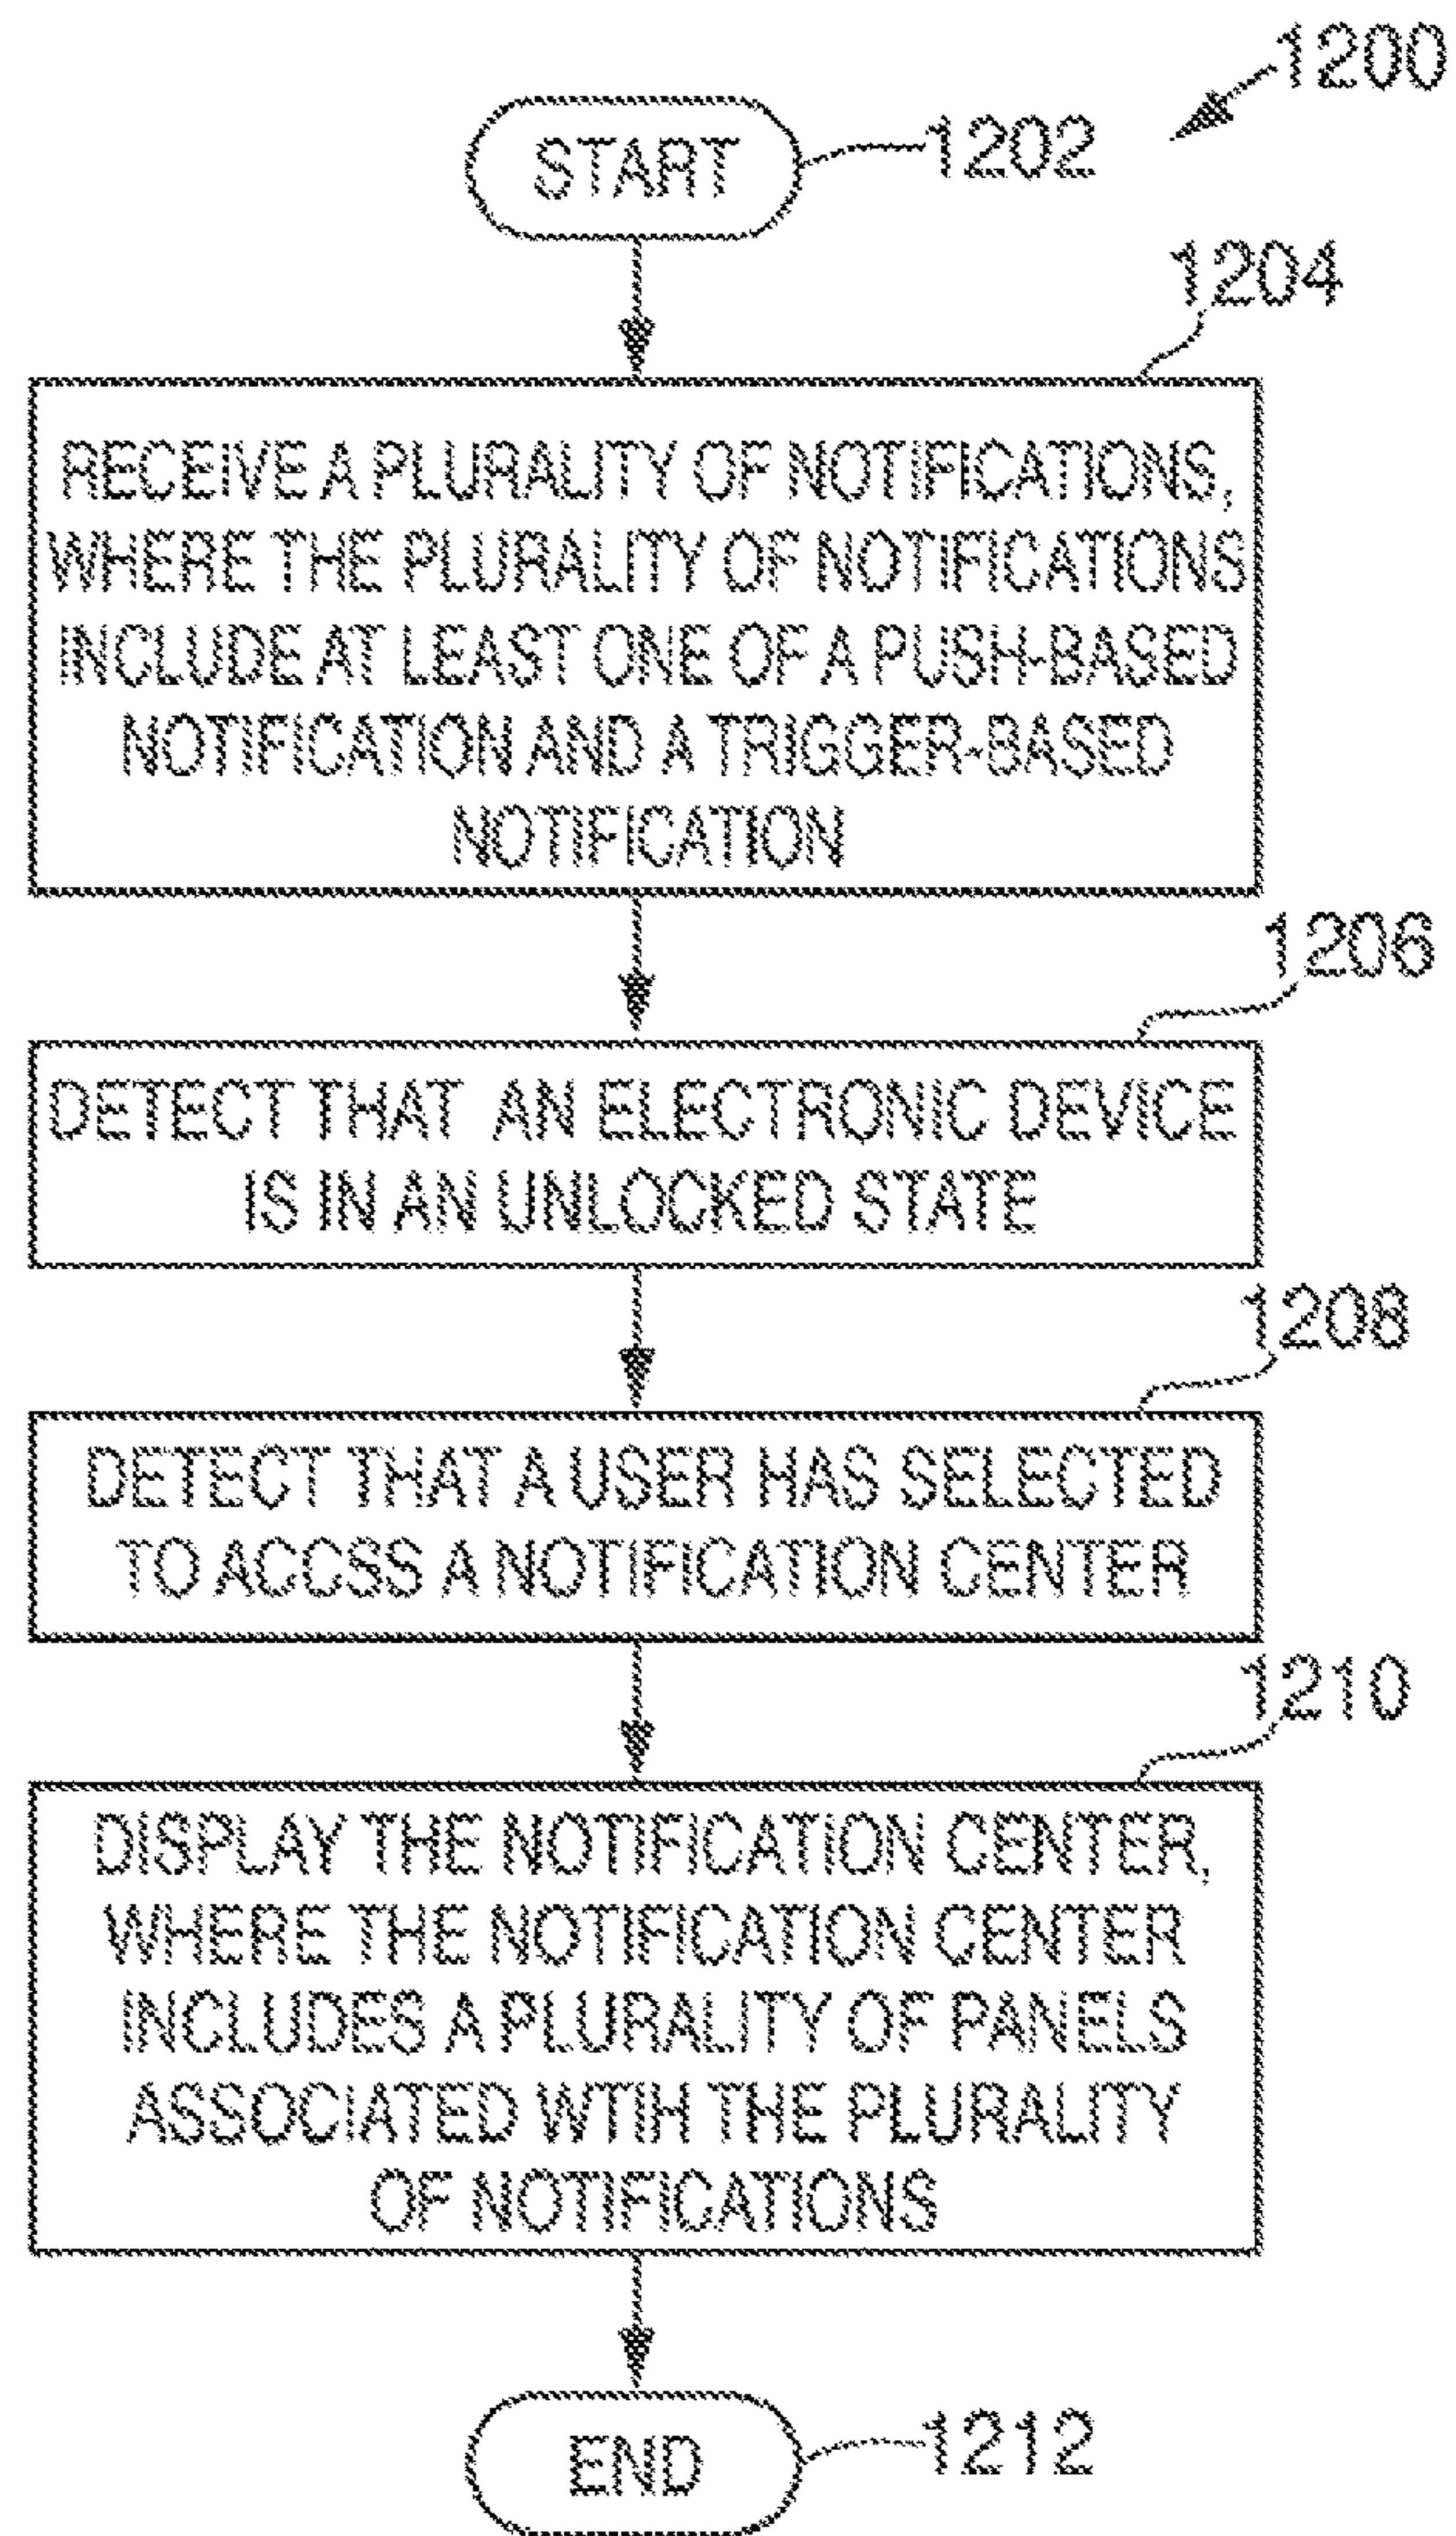 1200
START
1202
1204
RECEIVE A PLURALITY OF NOTIFICATIONS,
WHERE THE PLURALITY OF NOTIFICATIONS
INCLUDE AT LEAST ONE OF A PUSH-BASED
NOTIFICATION AND A TRIGGER-BASED
NOTIFICATION
1206
DETECT THAT AN ELECTRONIC DEVICE
IS IN AN UNLOCKED STATE
1208
DETECT THAT A USER HAS SELECTED
TO ACCSS A NOTIFICATION CENTER
1210
DISPLAY THE NOTIFICATION CENTER,
WHERE THE NOTIFICATION CENTER
INCLUDES A PLURALITY OF PANELS
ASSOCIATED WTIH THE PLURALITY
OF NOTIFICATIONS
END
1212